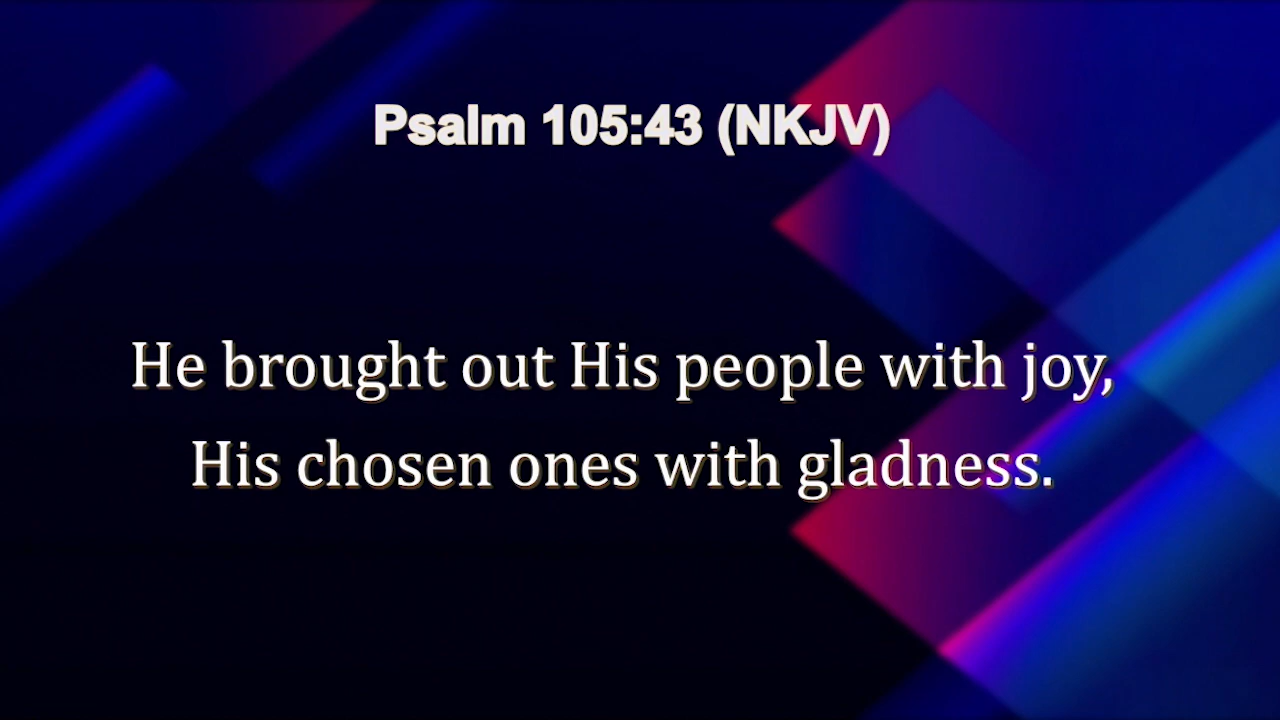 Psalm 105:43 (NKJV)
He brought out His people with joy,
His chosen ones with gladness.